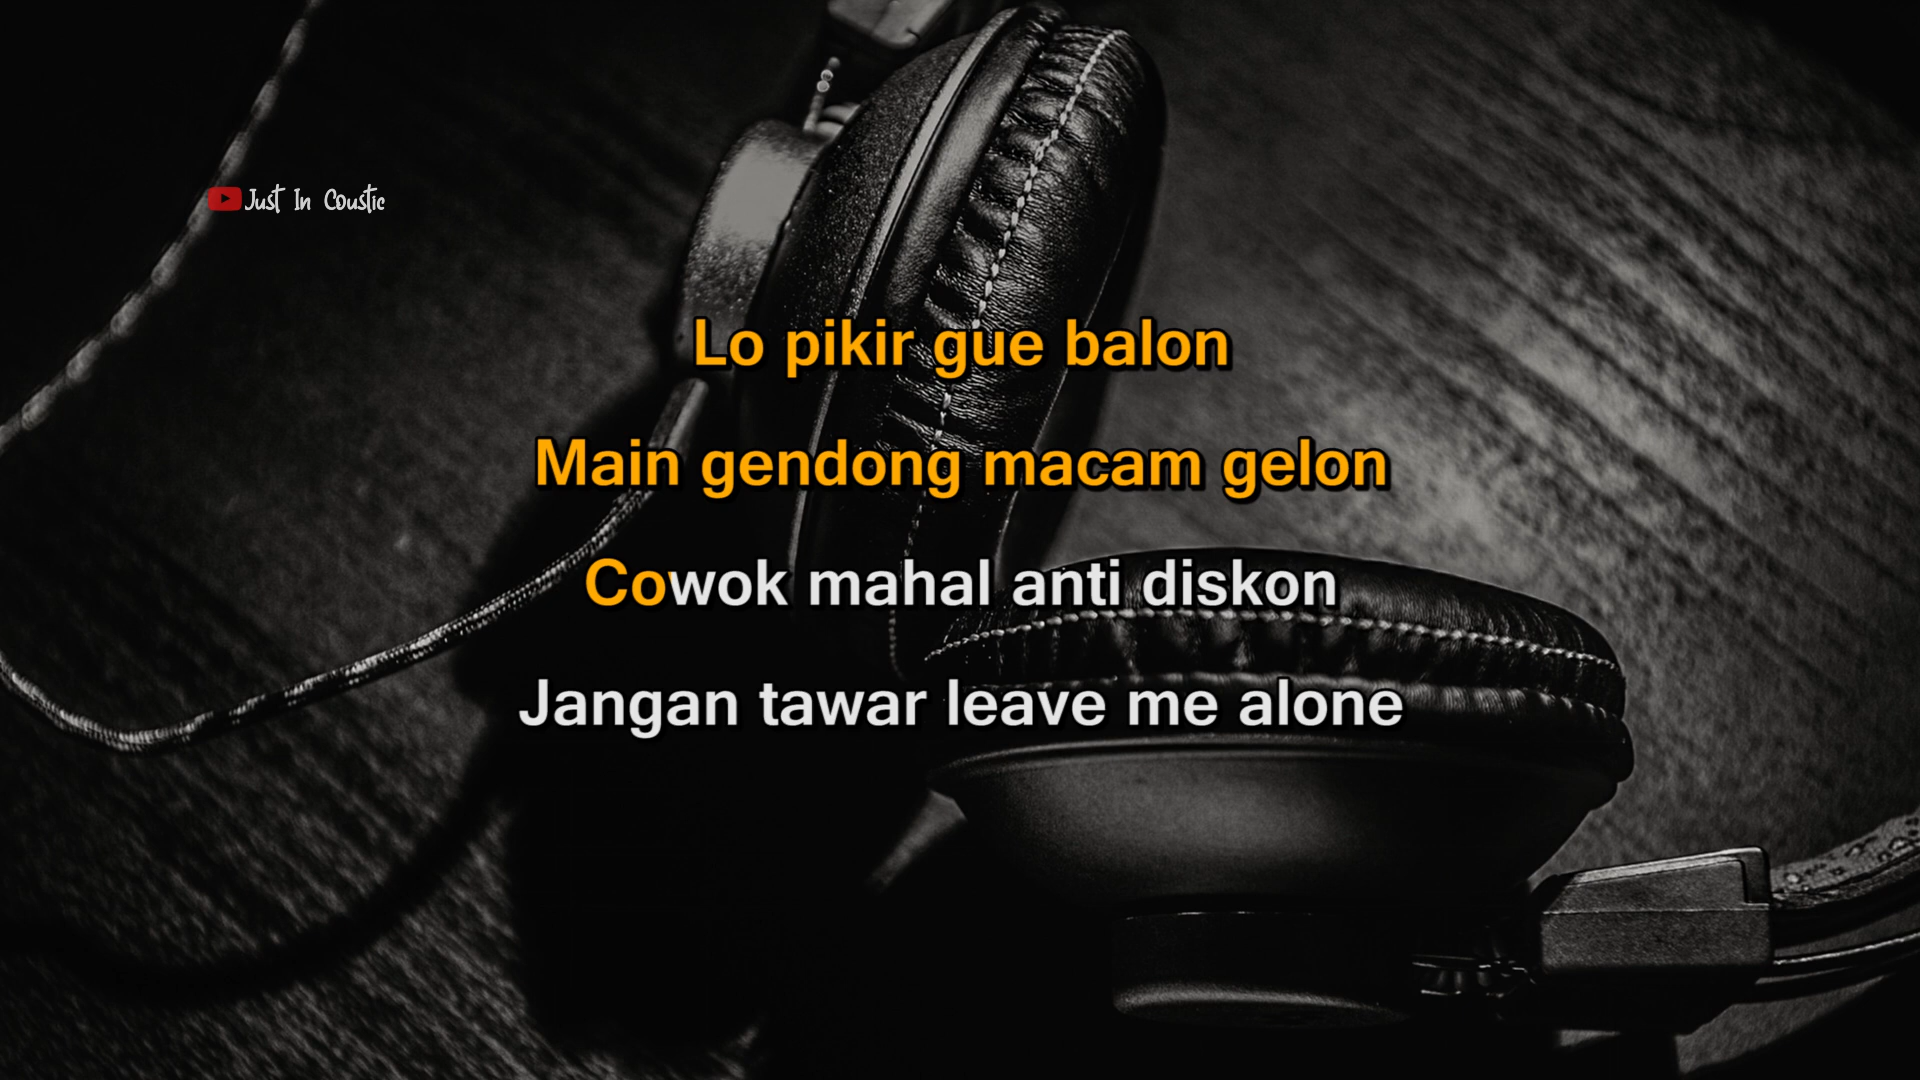 Just In Coustic
Lo pikir gue balon
Main gendong macam gelon
Cowok mahal anti diskon
Jangan tawar leave me alone